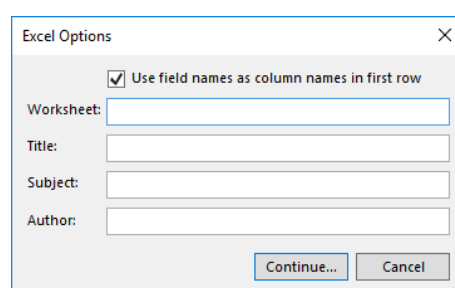 Excel Options
Use field names as column names in first row
Worksheet:
Title:
Subject:
Author:
Continue... Cancel